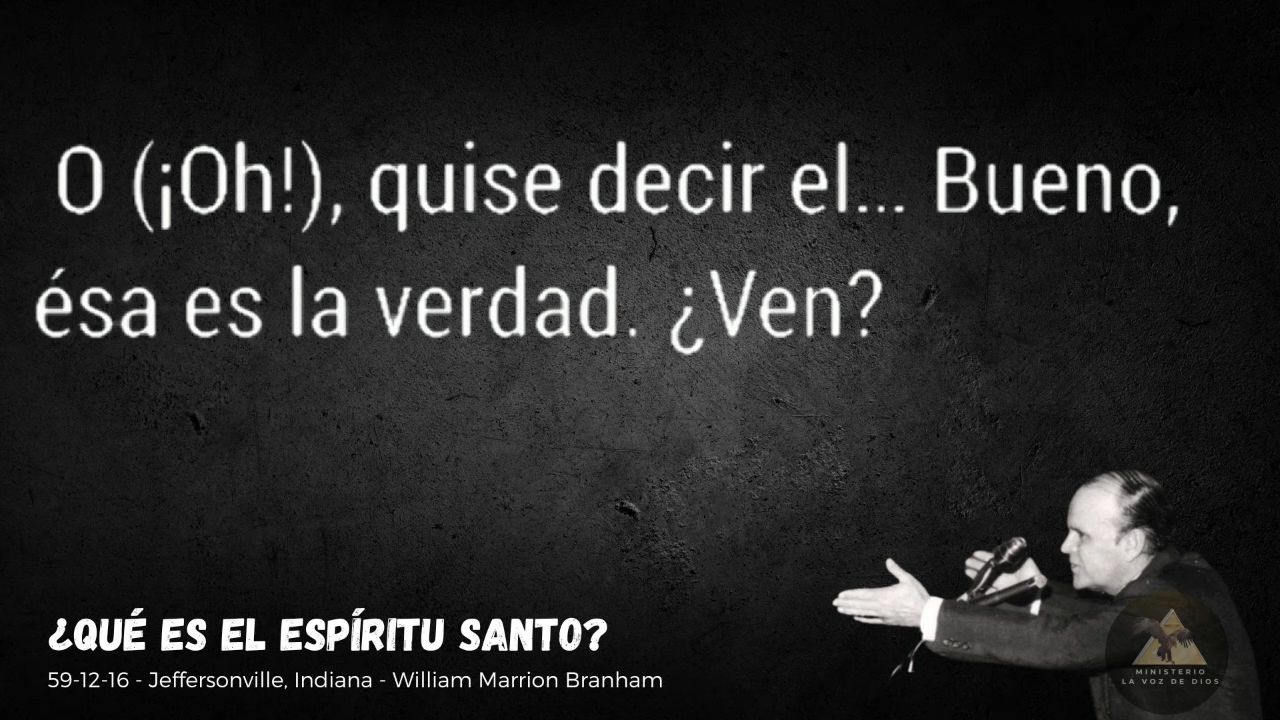 O (¡Oh!), quise decir el... Bueno,
ésa es la verdad. ¿Ven?
¿QUÉ ES EL ESPÍRITU SANTO?
59-12-16 - Jeffersonville, Indiana - William Marrion Branham
MINISTERIO
LA VOZ DE DIOS